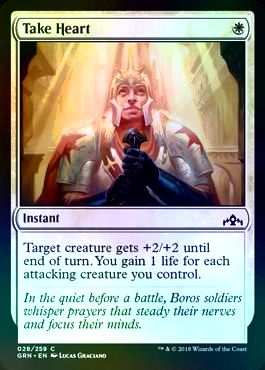 Take Heart
Instant
Target creature gets +2/+2 until
end of turn. You gain 1 life for each
attacking creature you control.
In the quiet before a battle, Boros soldiers
whisper prayers that steady their nerves
and focus their minds.
028/259 C
GRN • EN Lucas Graciano
™ & © 2018 Wizards of the Coast